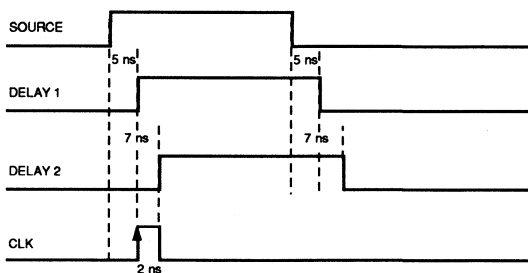 SOURCE
5 ns 5 ns
DELAY 1
7 ns 7 ns
DELAY 2
CLK
2 ns